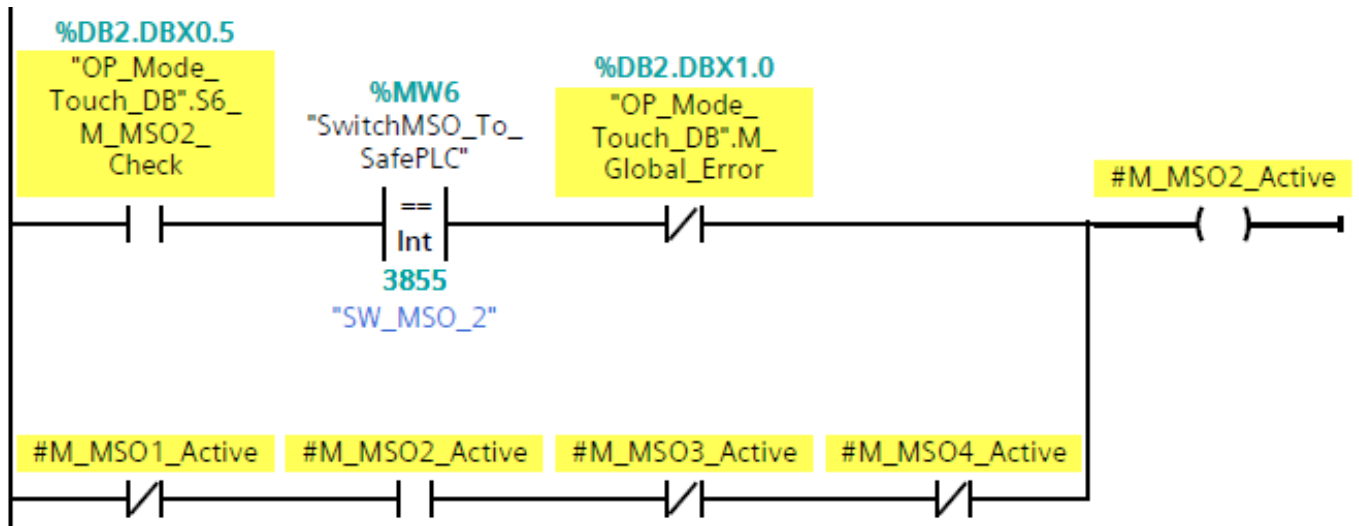 %DB2.DBX0.5
"OP_Mode_
Touch_DB".S6_
M_MSO2_
Check
%MW6
"SwitchMSO_To_
SafePLC"
==
Int
3855
"SW_MSO_2"
%DB2.DBX1.0
"OP_Mode_
Touch_DB".M_
Global_Error
#M_MSO2_Active
#M_MSO1_Active
#M_MSO2_Active
#M_MSO3_Active
#M_MSO4_Active